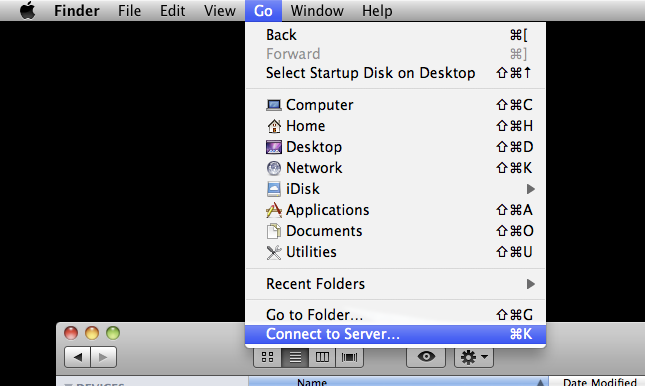 Finder File Edit View Go Window Help
Back ⌘[
Forward ⌘]
Select Startup Disk on Desktop ⇧⌘↑
Computer ⇧⌘C
Home ⇧⌘H
Desktop ⇧⌘D
Network ⇧⌘K
iDisk
Applications ⇧⌘A
Documents ⇧⌘O
Utilities ⇧⌘U
Recent Folders
Go to Folder... ⇧⌘G
Connect to Server... ⌘K
DEVICES Name Date Modified